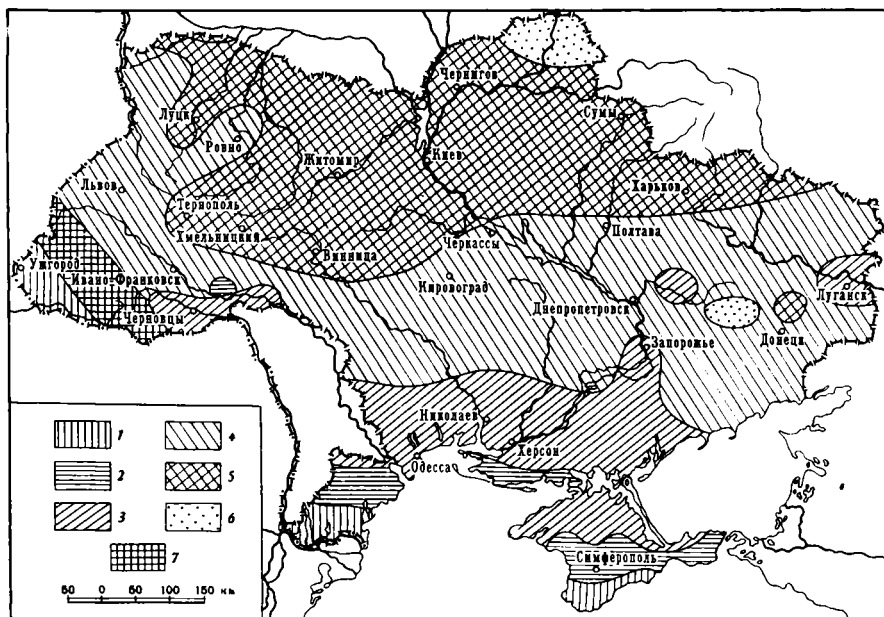 Чернигов
Сумы
Луцк
Ровно
Житомир
Киев
Харьков
Львов
Тернополь
Хмельницкий
Полтава
Черкассы
Винница
Ужгород
Ивано-Франковск
Кировоград
Луганск
Днепропетровск
Черновцы
Донецк
Запорожье
Николаев
Херсон
Одесса
Симферополь
1
4
2
5
3
6
7
50 0 50 100 150 км